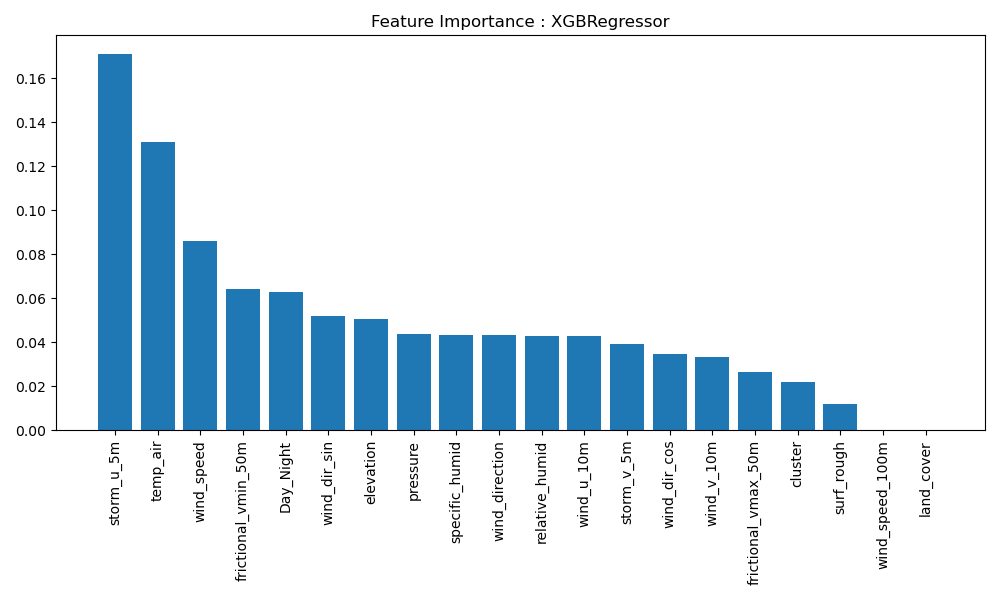 Feature Importance : XGBRegressor
0.16
0.14
0.12
0.10
0.08
0.06
0.04
0.02
0.00
storm_u_5m
temp_air
wind_speed
frictional_vmin_50m
Day_Night
wind_dir_sin
elevation
pressure
specific_humid
wind_direction
relative_humid
wind_u_10m
storm_v_5m
wind_dir_cos
wind_v_10m
frictional_vmax_50m
cluster
surf_rough
wind_speed_100m
land_cover